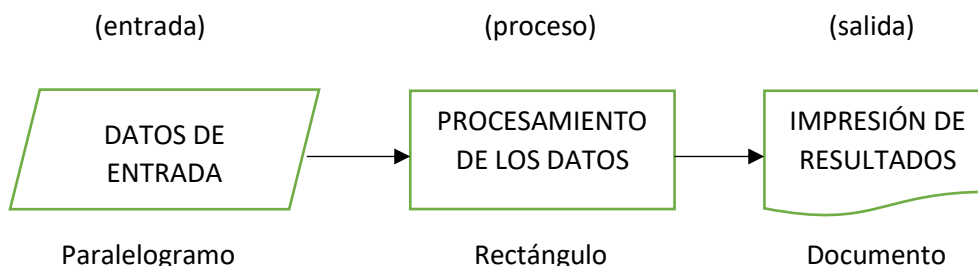 (entrada)
(proceso)
(salida)
DATOS DE
ENTRADA
PROCESAMIENTO
DE LOS DATOS
IMPRESIÓN DE
RESULTADOS
Paralelogramo
Rectángulo
Documento